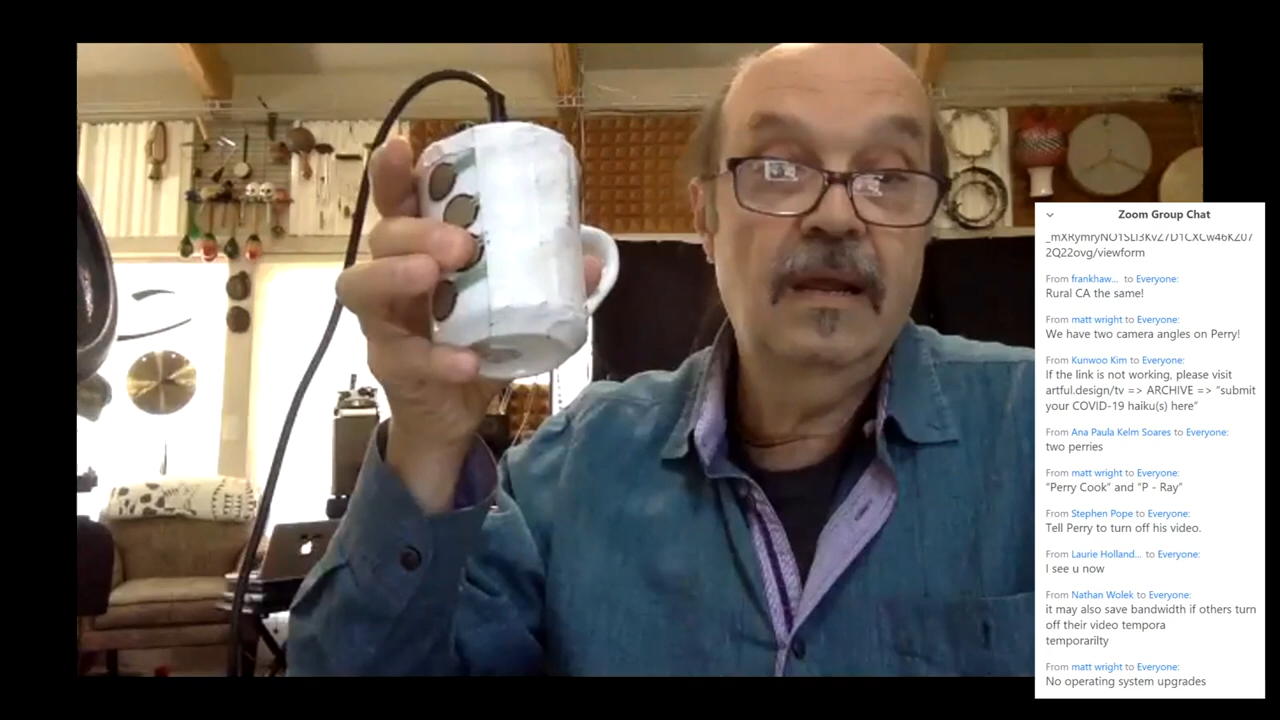 Zoom Group Chat
2Q22ovg/viewform
From frankhaw... to Everyone:
Rural CA the same!
From matt wright to Everyone:
We have two camera angles on Perry!
From Kunwoo Kim to Everyone:
If the link is not working, please visit
artful.design/tv => ARCHIVE => "submit
your COVID-19 haiku(s) here"
From Ana Paula Kelm Soares to Everyone:
two perries
From matt wright to Everyone:
"Perry Cook" and "P - Ray"
From Stephen Pope to Everyone:
Tell Perry to turn off his video.
From Laurie Holland... to Everyone:
I see u now
From Nathan Wolek to Everyone:
it may also save bandwidth if others turn
off their video tempora
temporarilty
From matt wright to Everyone:
No operating system upgrades